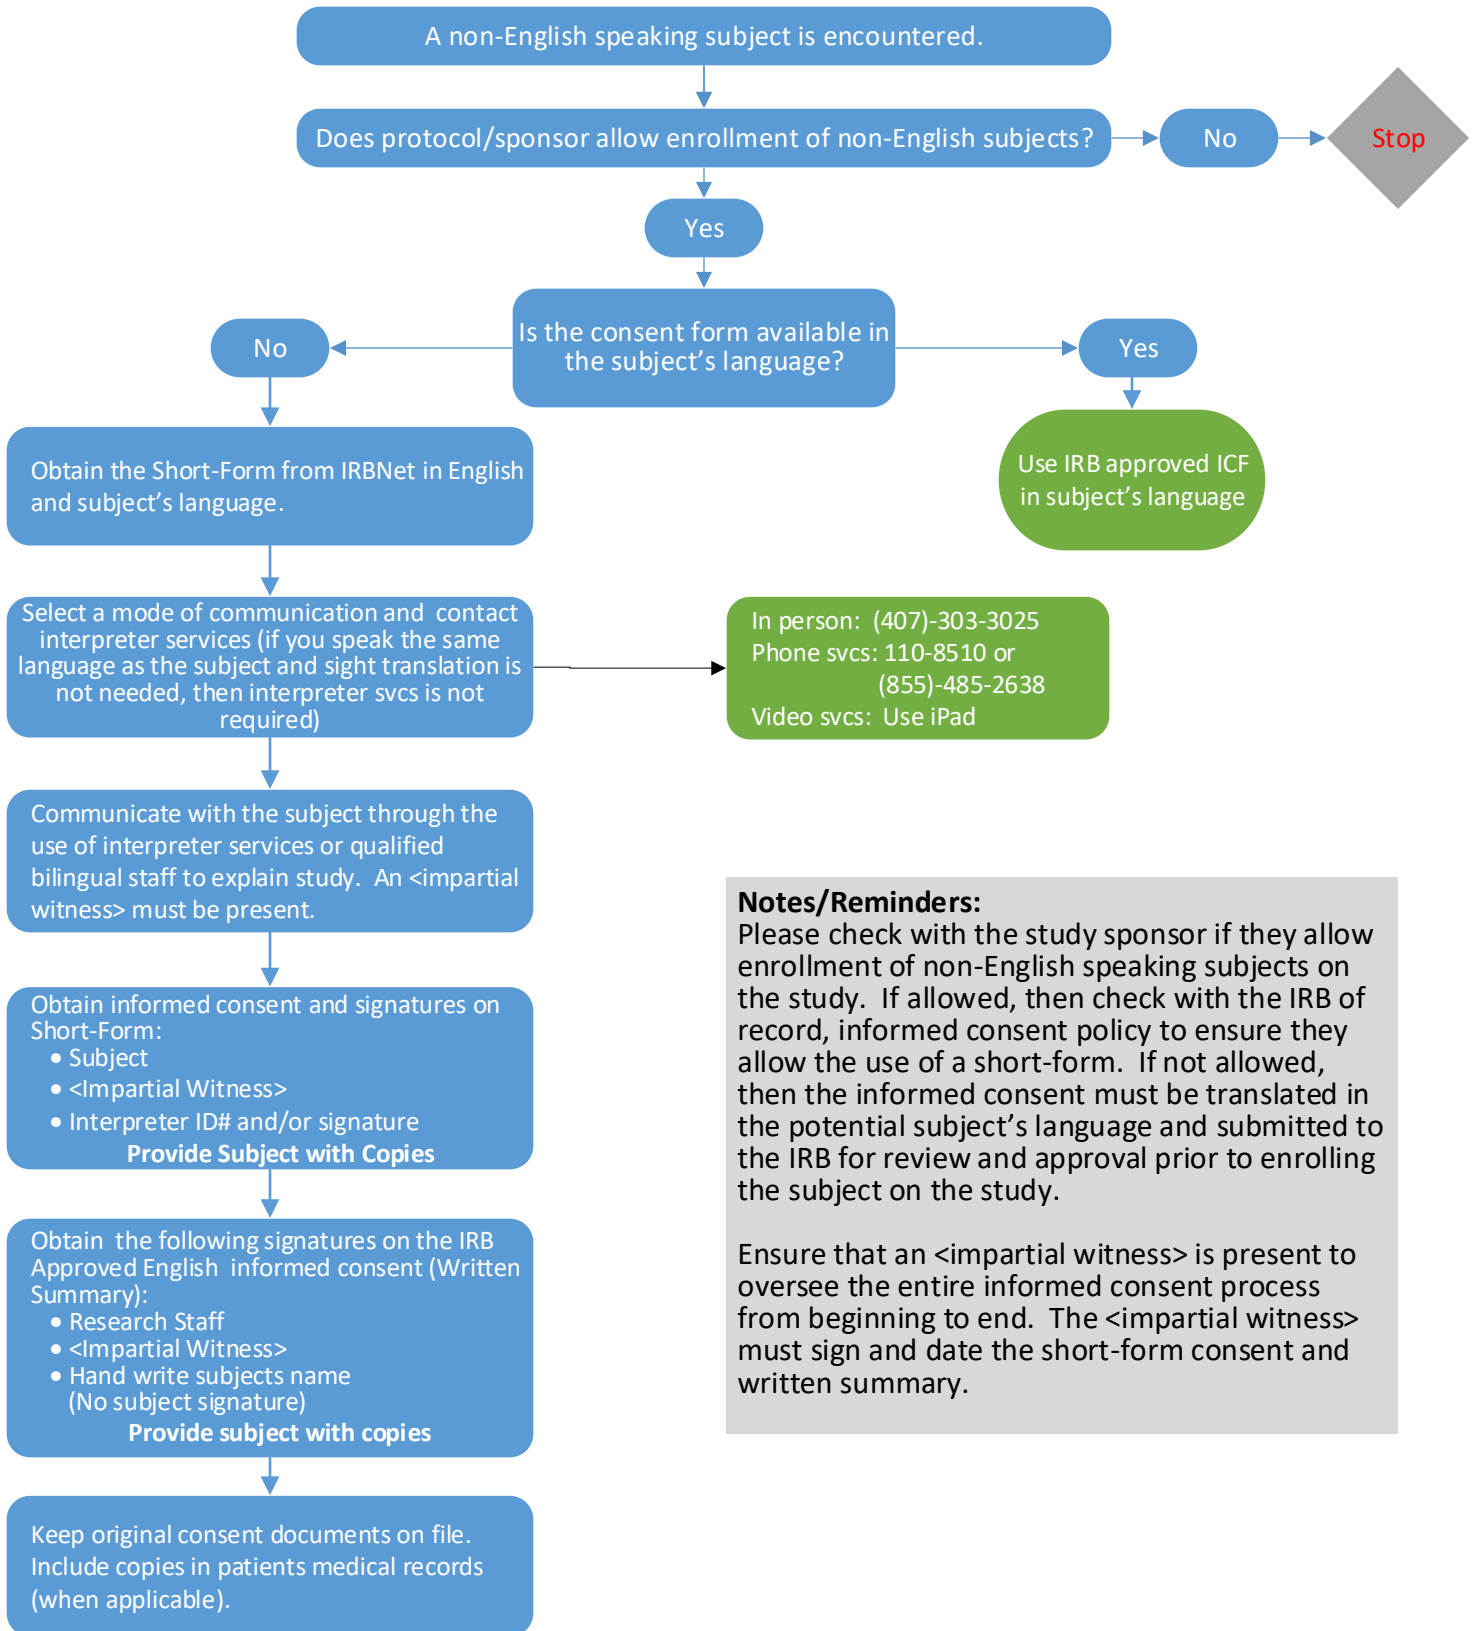 A non-English speaking subject is encountered.
Does protocol/sponsor allow enrollment of non-English subjects?
No
Stop
Yes
Is the consent form available in
the subject’s language?
No
Yes
Obtain the Short-Form from IRBNet in English
and subject’s language.
Use IRB approved ICF
in subject’s language
Select a mode of communication and contact
interpreter services (if you speak the same
language as the subject and sight translation is
not needed, then interpreter svcs is not
required)
In person: (407)-303-3025
Phone svcs: 110-8510 or
(855)-485-2638
Video svcs: Use iPad
Communicate with the subject through the
use of interpreter services or qualified
bilingual staff to explain study. An <impartial
witness> must be present.
Obtain informed consent and signatures on
Short-Form:
• Subject
• <Impartial Witness>
• Interpreter ID# and/or signature
Provide Subject with Copies
Obtain the following signatures on the IRB
Approved English informed consent (Written
Summary):
• Research Staff
• <Impartial Witness>
• Hand write subjects name
(No subject signature)
Provide subject with copies
Keep original consent documents on file.
Include copies in patients medical records
(when applicable).
Notes/Reminders:
Please check with the study sponsor if they allow
enrollment of non-English speaking subjects on
the study. If allowed, then check with the IRB of
record, informed consent policy to ensure they
allow the use of a short-form. If not allowed,
then the informed consent must be translated in
the potential subject’s language and submitted to
the IRB for review and approval prior to enrolling
the subject on the study.
Ensure that an <impartial witness> is present to
oversee the entire informed consent process
from beginning to end. The <impartial witness>
must sign and date the short-form consent and
written summary.